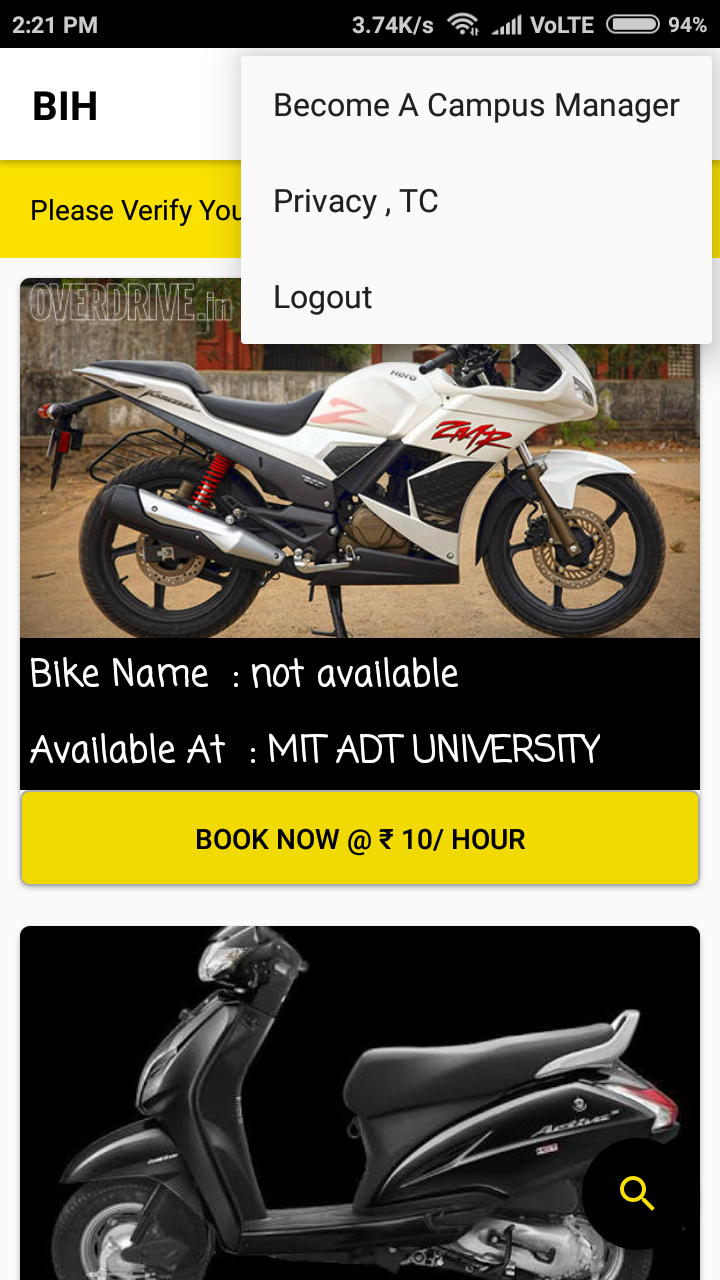 2:21 PM 3.74K/s VoLTE 94%
BIH
Become A Campus Manager
Privacy , TC
Logout
Please Verify You
OVERDRIVE.in
Hero
ZMR
Bike Name : not available
Available At : MIT ADT UNIVERSITY
BOOK NOW @ ₹ 10/ HOUR
Activa